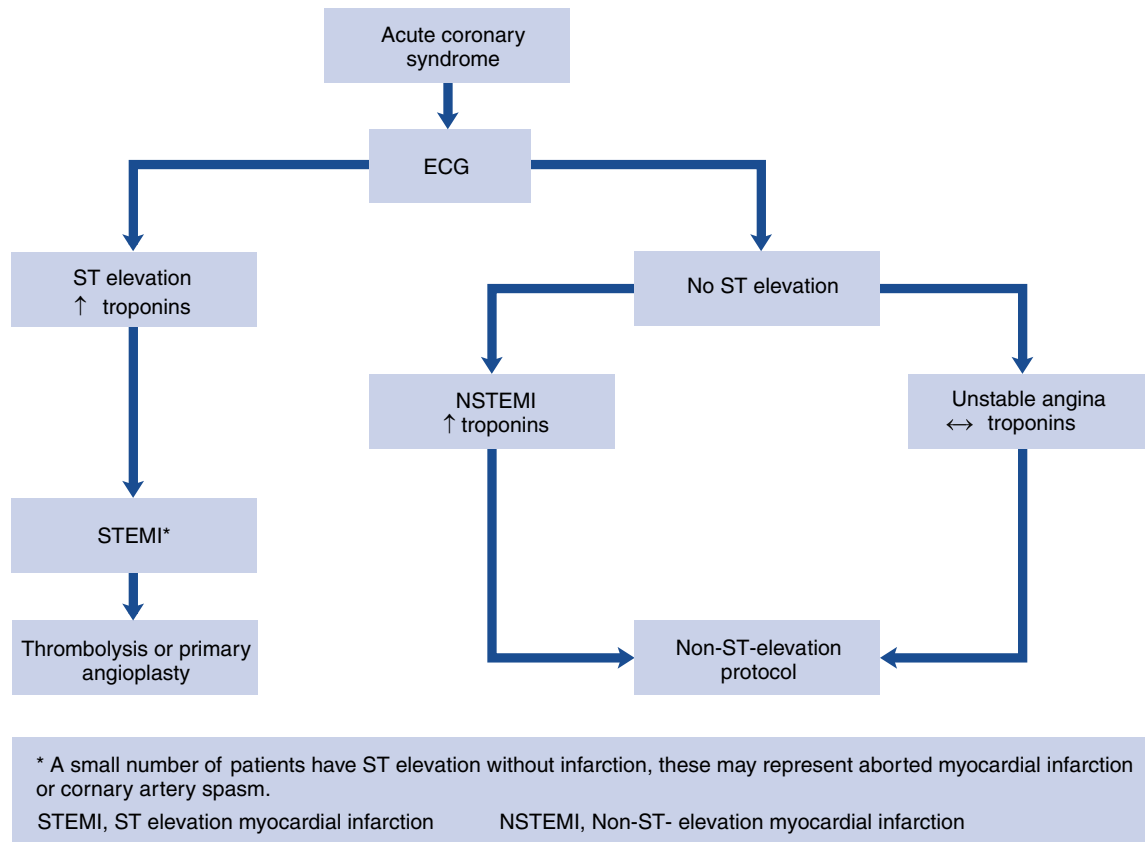 Acute coronary
syndrome
ECG
ST elevation
↑ troponins
No ST elevation
NSTEMI
↑ troponins
Unstable angina
↔ troponins
STEMI*
Thrombolysis or primary
angioplasty
Non-ST-elevation
protocol
* A small number of patients have ST elevation without infarction, these may represent aborted myocardial infarction
or cornary artery spasm.
STEMI, ST elevation myocardial infarction NSTEMI, Non-ST- elevation myocardial infarction